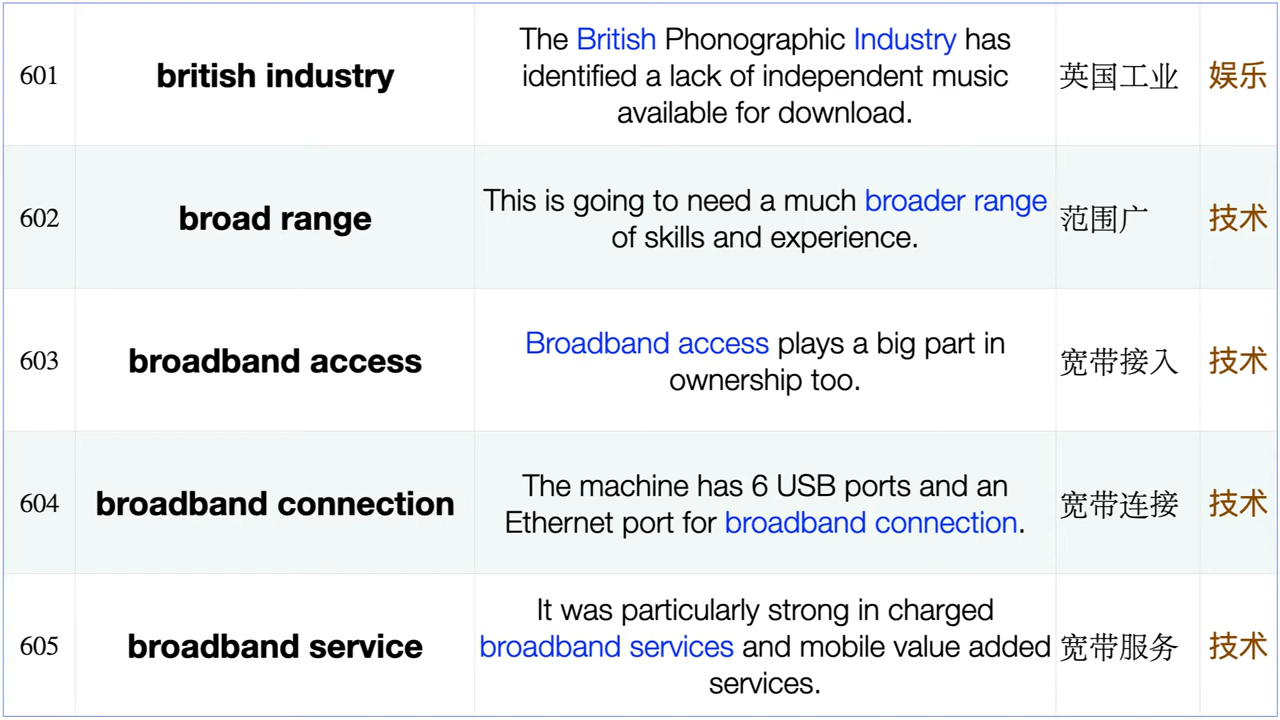 601
british industry
The British Phonographic Industry has
identified a lack of independent music
available for download.
英国工业
娱乐
602
broad range
This is going to need a much broader range
of skills and experience.
范围广
技术
603
broadband access
Broadband access plays a big part in
ownership too.
宽带接入
技术
604
broadband connection
The machine has 6 USB ports and an
Ethernet port for broadband connection.
宽带连接
技术
605
broadband service
It was particularly strong in charged
broadband services and mobile value added
services.
宽带服务
技术